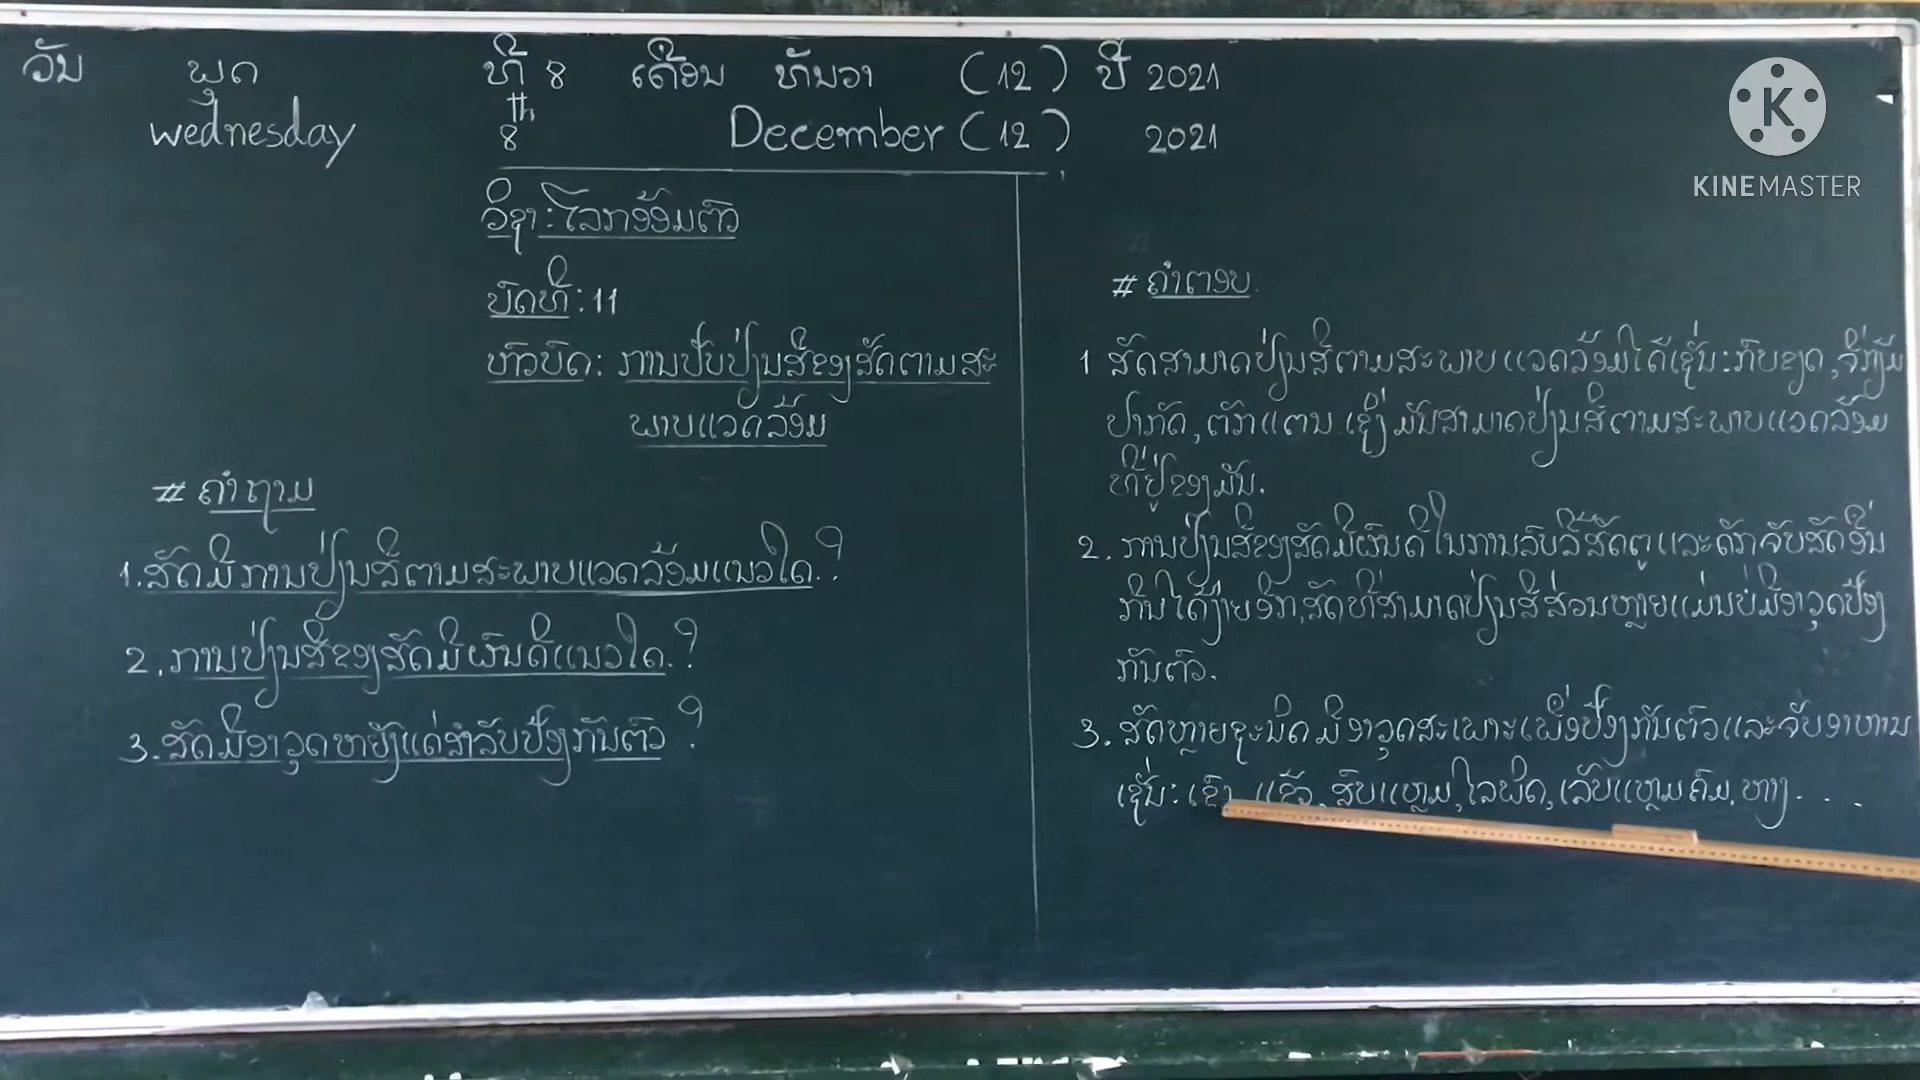 ວັນ ພຸດ ທີ 8 ເດືອນ ທັນວາ (12) ປີ 2021
wednesday 8th December (12) 2021
ວິຊາ: ໂລກອ້ອມຕົວ
ບົດທີ: 11
ຫົວບົດ: ການປັບປ່ຽນສີຂອງສັດຕາມສະ
ພາບແວດລ້ອມ
# ຄຳຖາມ
1. ສັດມີການປ່ຽນສີຕາມສະພາບແວດລ້ອມແນວໃດ?
2. ການປ່ຽນສີຂອງສັດມີຜົນດີແນວໃດ?
3. ສັດມີອາວຸດຫຍັງແດ່ສຳລັບປ້ອງກັນຕົວ?
# ຄຳຕອບ
1 ສັດສາມາດປ່ຽນສີຕາມສະພາບແວດລ້ອມໄດ້ເຊັ່ນ: ກົບຂຽດ, ຈີ່ກຸ່ມ
ປາກັດ, ຕັກແຕນ ເຊິ່ງມັນສາມາດປ່ຽນສີຕາມສະພາບແວດລ້ອມ
ທີ່ຢູ່ຂອງມັນ.
2. ການປ່ຽນສີຂອງສັດມີຜົນດີໃນການລົບລີ້ສັດຕູແລະດັກຈັບສັດອື່ນ
ກິນໄດ້ງ່າຍອີກ, ສັດທີ່ສາມາດປ່ຽນສີສ່ວນຫຼາຍແມ່ນບໍ່ມີອາວຸດປ້ອງ
ກັນຕົວ.
3. ສັດຫຼາຍຊະນິດມີອາວຸດສະເພາະເພື່ອປ້ອງກັນຕົວແລະຈັບອາຫານ
ເຊັ່ນ: ເຂົາ ແຂ້ວ, ສົບແຫຼມ, ໄລພິດ, ເລັບແຫຼມຄົມ, ຫາງ. . . .
KINEMASTER